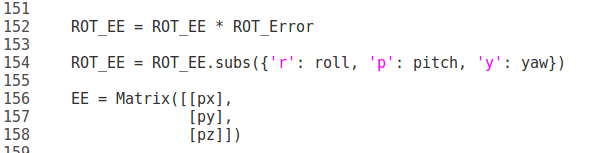 151
152 ROT_EE = ROT_EE * ROT_Error
153
154 ROT_EE = ROT_EE.subs({'r': roll, 'p': pitch, 'y': yaw})
155
156 EE = Matrix([[px],
157 [py],
158 [pz]])
159